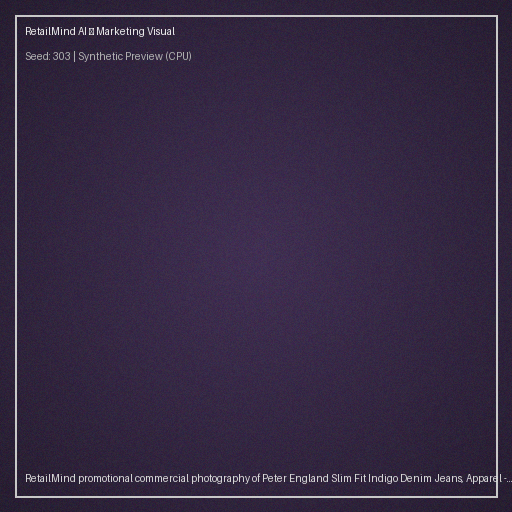 RetailMind AI ▯ Marketing Visual
Seed: 303 | Synthetic Preview (CPU)
RetailMind promotional commercial photography of Peter England Slim Fit Indigo Denim Jeans, Apparel -...